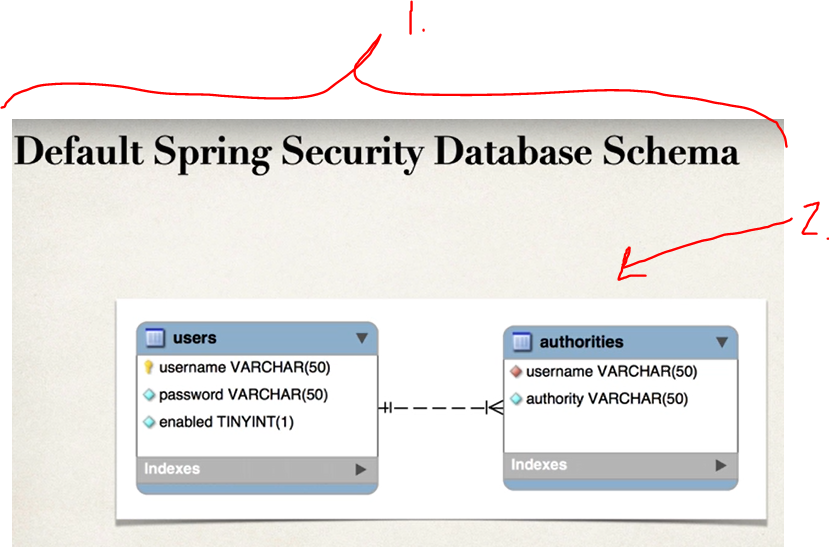 1.
Default Spring Security Database Schema
2.
users
username VARCHAR(50)
password VARCHAR(50)
enabled TINYINT(1)
Indexes
authorities
username VARCHAR(50)
authority VARCHAR(50)
Indexes